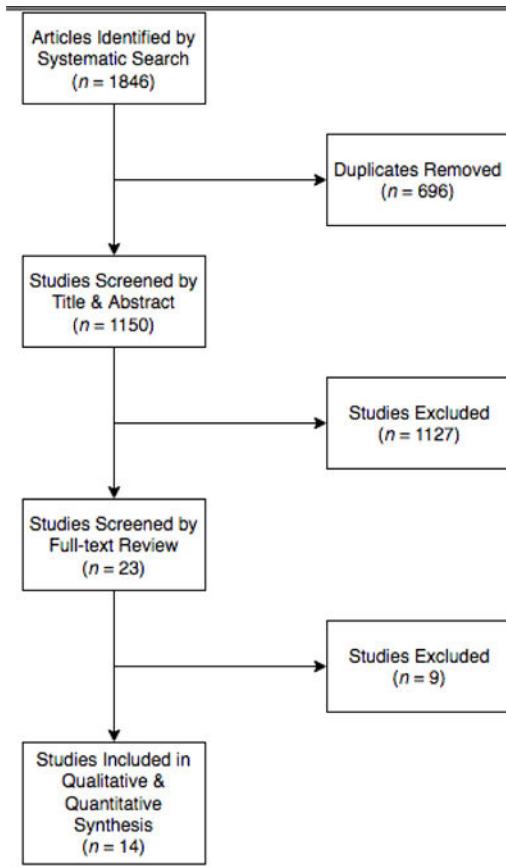 Articles Identified by
Systematic Search
(n = 1846)
Duplicates Removed
(n = 696)
Studies Screened by
Title & Abstract
(n = 1150)
Studies Excluded
(n = 1127)
Studies Screened by
Full-text Review
(n = 23)
Studies Excluded
(n = 9)
Studies Included in
Qualitative &
Quantitative
Synthesis
(n = 14)